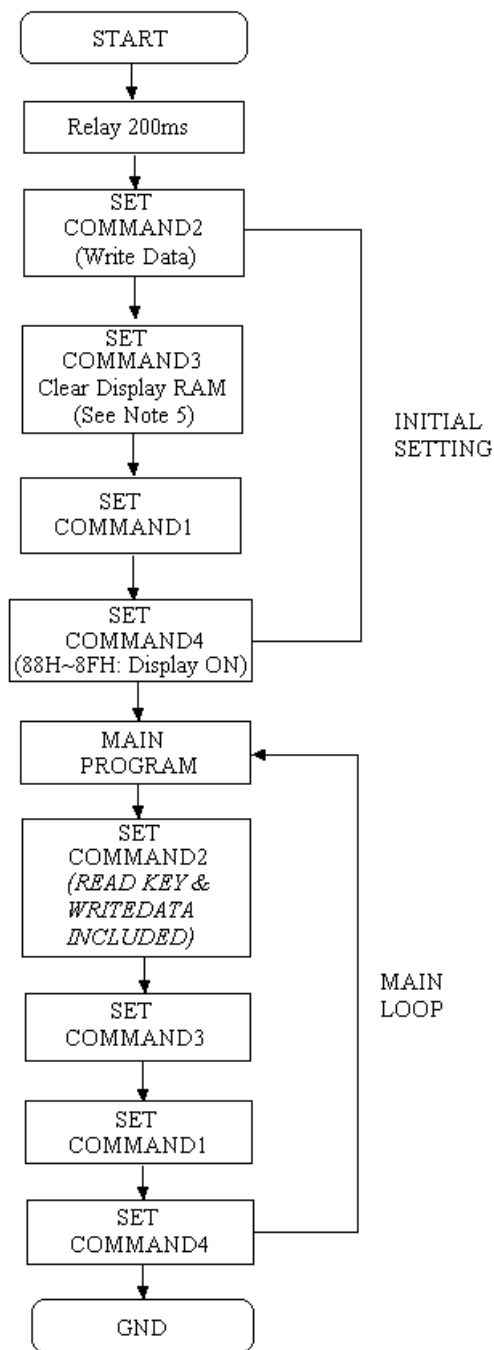 START
Relay 200ms
SET
COMMAND2
(Write Data)
SET
COMMAND3
Clear Display RAM
(See Note 5)
INITIAL
SETTING
SET
COMMAND1
SET
COMMAND4
(88H~8FH: Display ON)
MAIN
PROGRAM
SET
COMMAND2
(READ KEY &
WRITEDATA
INCLUDED)
MAIN
LOOP
SET
COMMAND3
SET
COMMAND1
SET
COMMAND4
GND